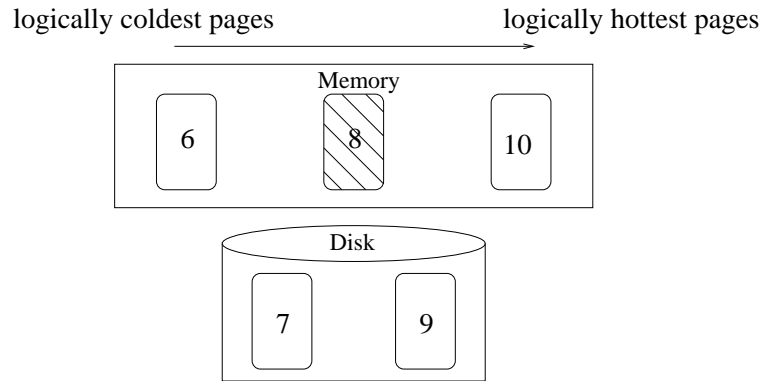 logically coldest pages logically hottest pages
Memory
6 8 10
Disk
7 9